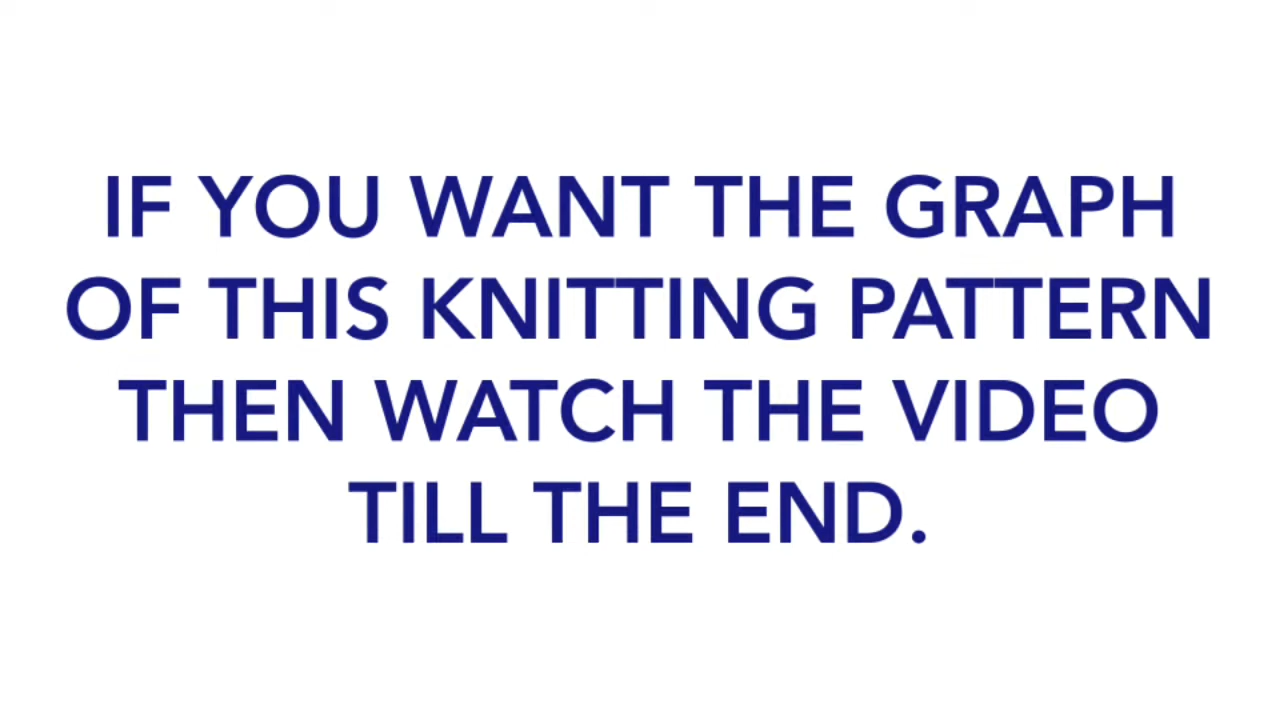 IF YOU WANT THE GRAPH
OF THIS KNITTING PATTERN
THEN WATCH THE VIDEO
TILL THE END.